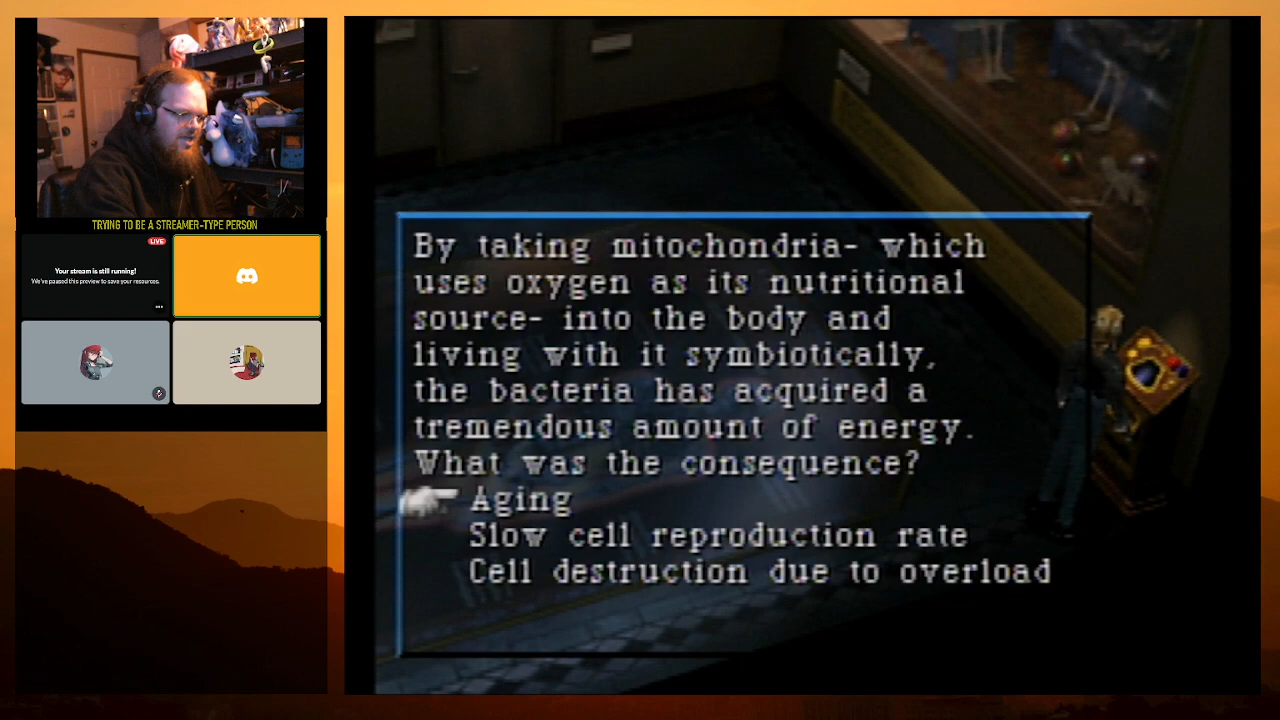 TRYING TO BE A STREAMER-TYPE PERSON
LIVE
Your stream is still running!
We've paused this preview to save your resources.
By taking mitochondria- which
uses oxygen as its nutritional
source- into the body and
living with it symbiotically,
the bacteria has acquired a
tremendous amount of energy.
What was the consequence?
Aging
Slow cell reproduction rate
Cell destruction due to overload